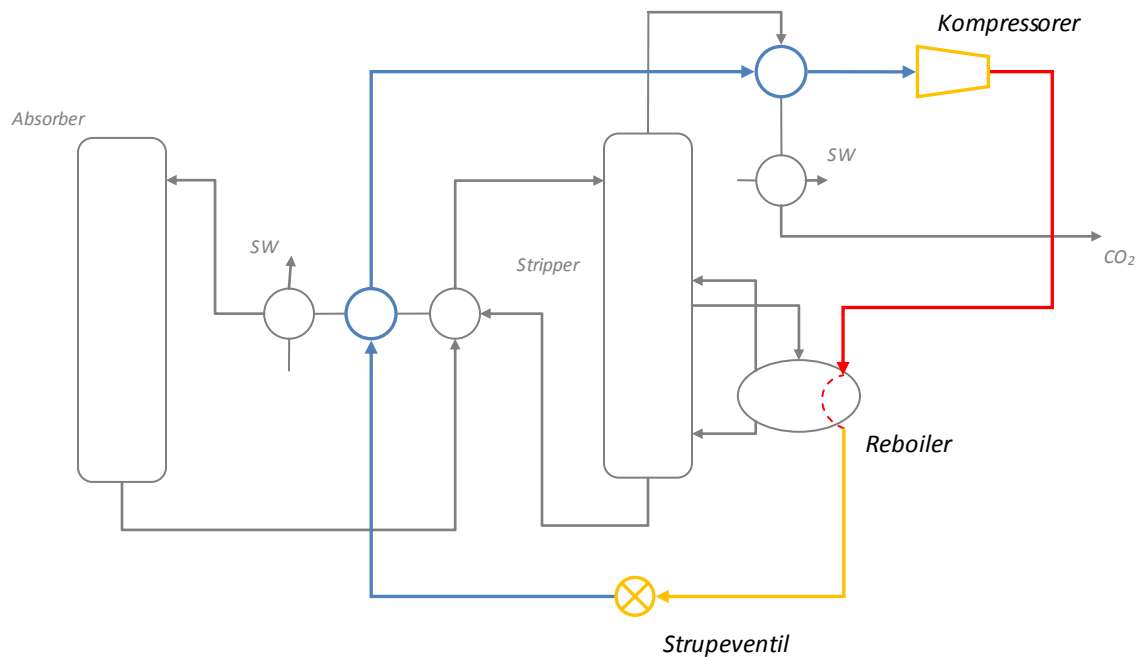 Kompressorer
Absorber
SW
SW
Stripper
CO₂
Reboiler
Strupeventil